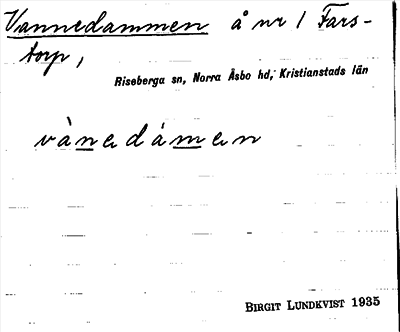 Vannedammen å nr 1 Fars-
torp,
Riseberga sn, Norra Åsbo hd, Kristianstads län
vànedámen
BIRGIT LUNDKVIST 1935